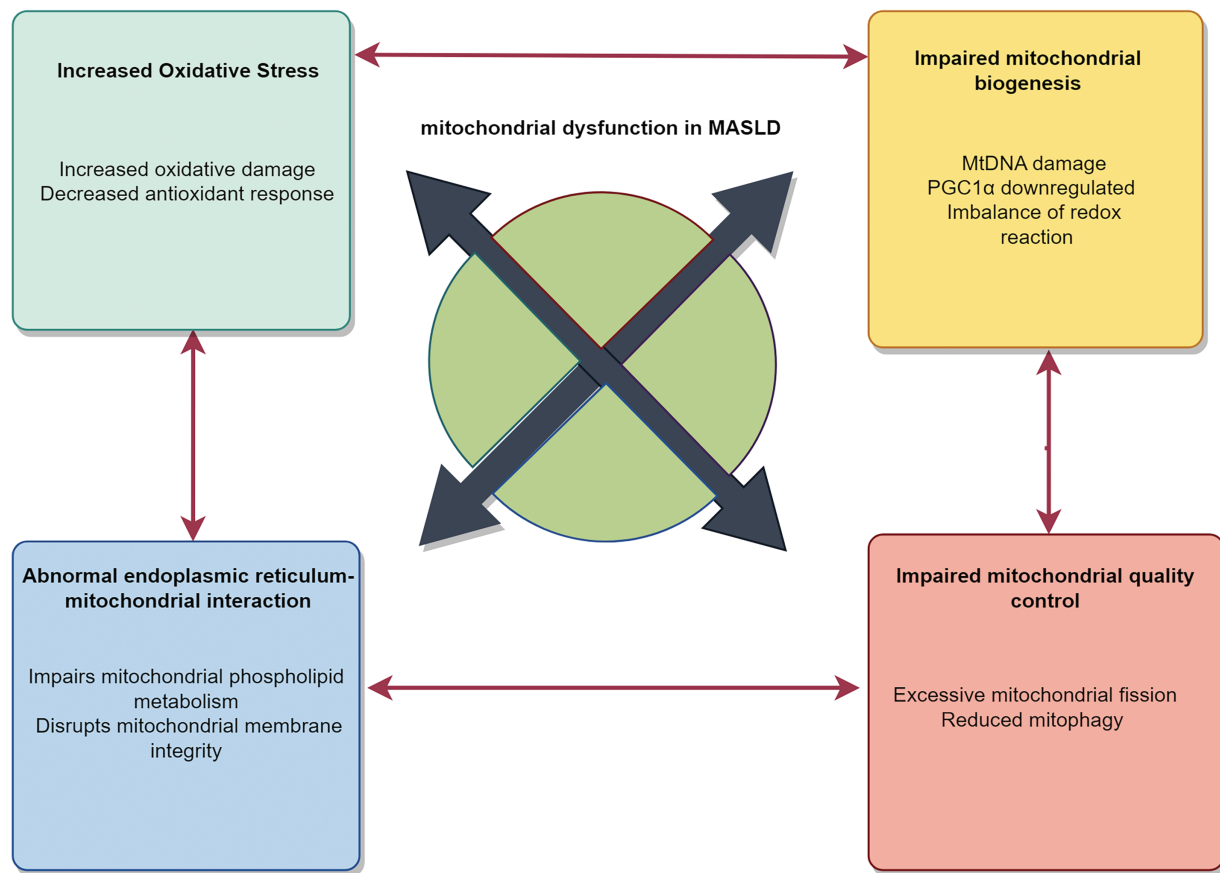 Increased Oxidative Stress
Increased oxidative damage
Decreased antioxidant response
mitochondrial dysfunction in MASLD
Impaired mitochondrial
biogenesis
MtDNA damage
PGC1α downregulated
Imbalance of redox
reaction
Abnormal endoplasmic reticulum-
mitochondrial interaction
Impairs mitochondrial phospholipid
metabolism
Disrupts mitochondrial membrane
integrity
Impaired mitochondrial quality
control
Excessive mitochondrial fission
Reduced mitophagy